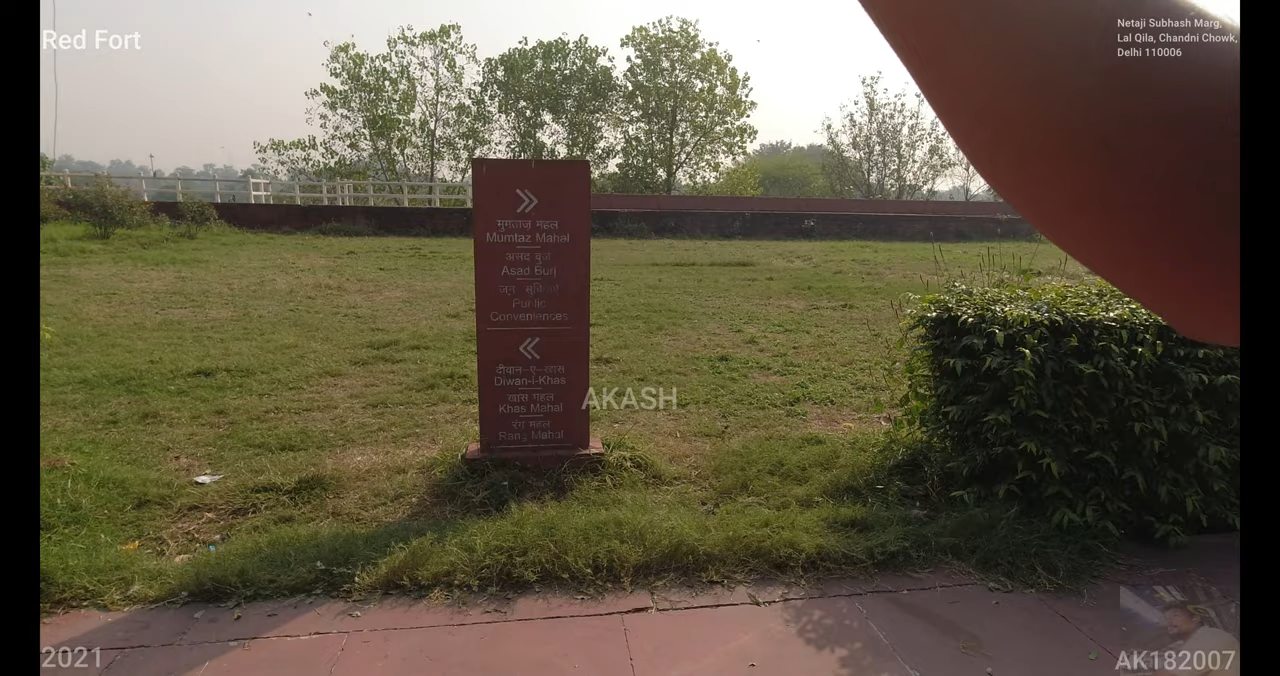 Red Fort
Netaji Subhash Marg,
Lal Qila, Chandni Chowk,
Delhi 110006
मुमताज़ महल
Mumtaz Mahal
असद बुर्ज
Asad Burj
जन सुविधाएं
Public
Conveniences
दीवान-ए-खास
Diwan-i-Khas
खास महल
Khas Mahal
रंग महल
Rang Mahal
AKASH
2021
AK182007